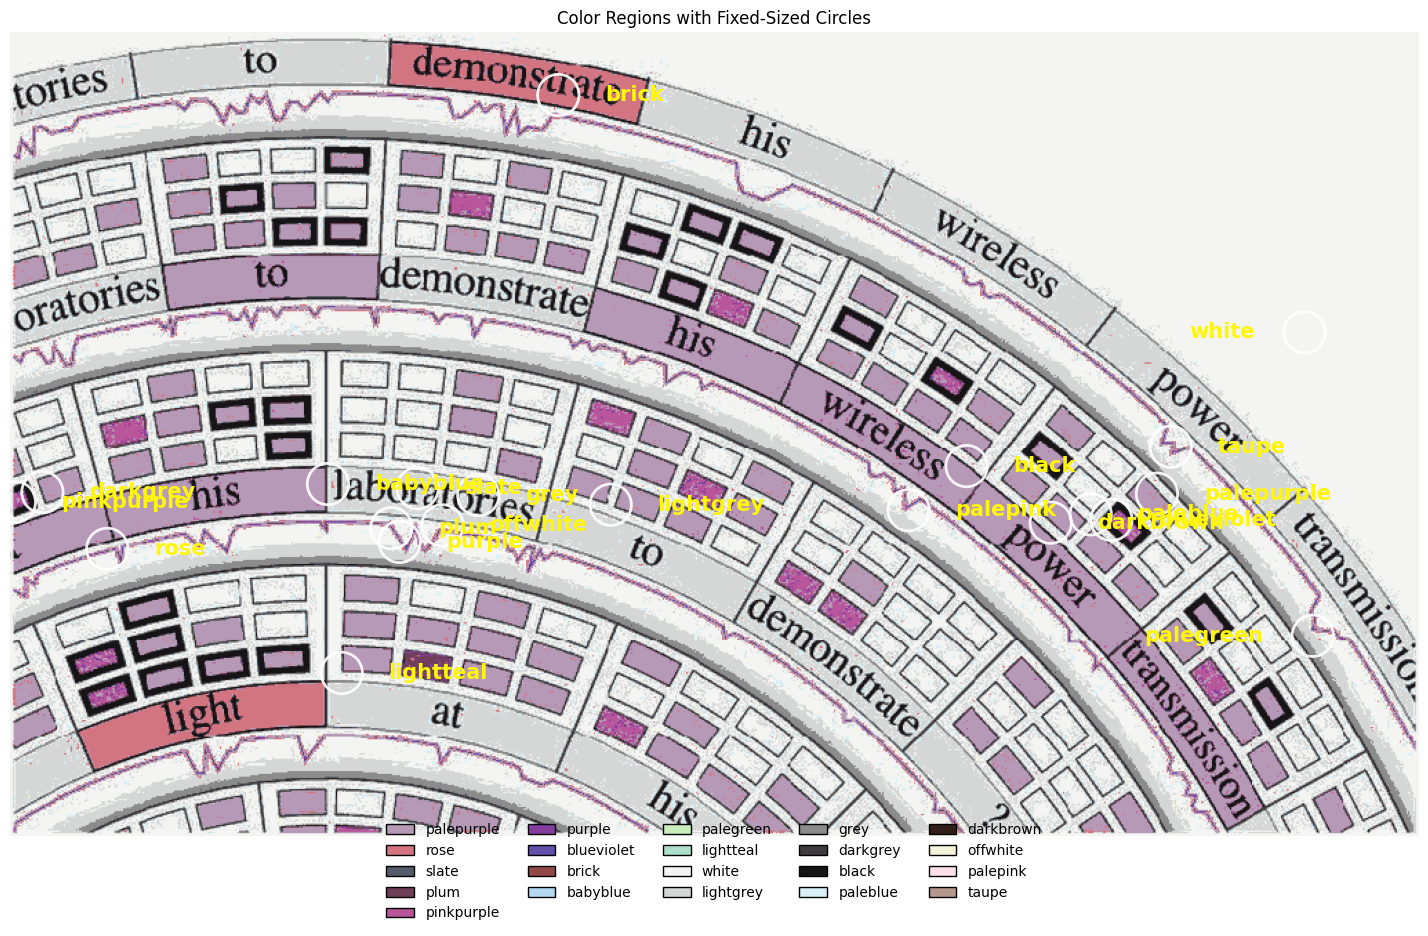 Color Regions with Fixed-Sized Circles
tories to demonstrate his wireless power transmission
brick
white
taupe
oratories to demonstrate his wireless power transmission
black
palepurple
palepink
paleblue
darkbrown
palegreen
his laboratories to demonstrate ?
darkgrey
pinkpurple
babyblue
slate
grey
lightgrey
plum
offwhite
purple
rose
lightteal
light at his
palepurple purple palegreen grey darkbrown
rose blueviolet lightteal darkgrey offwhite
slate brick white black palepink
plum babyblue lightgrey paleblue taupe
pinkpurple